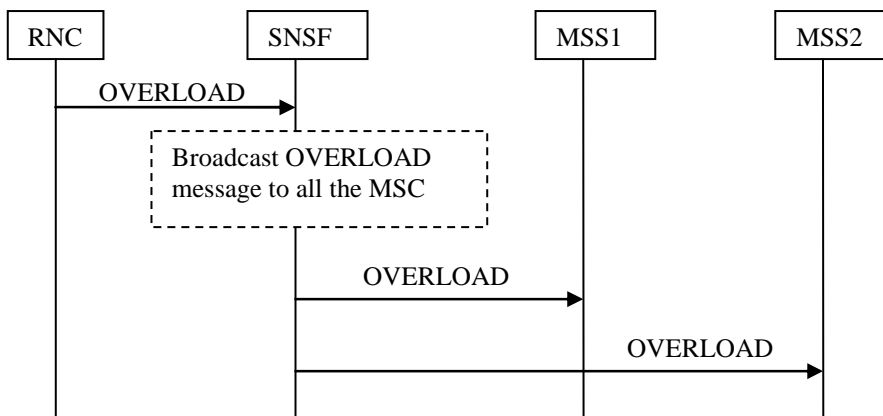 RNC
SNSF
MSS1
MSS2
OVERLOAD
Broadcast OVERLOAD
message to all the MSC
OVERLOAD
OVERLOAD